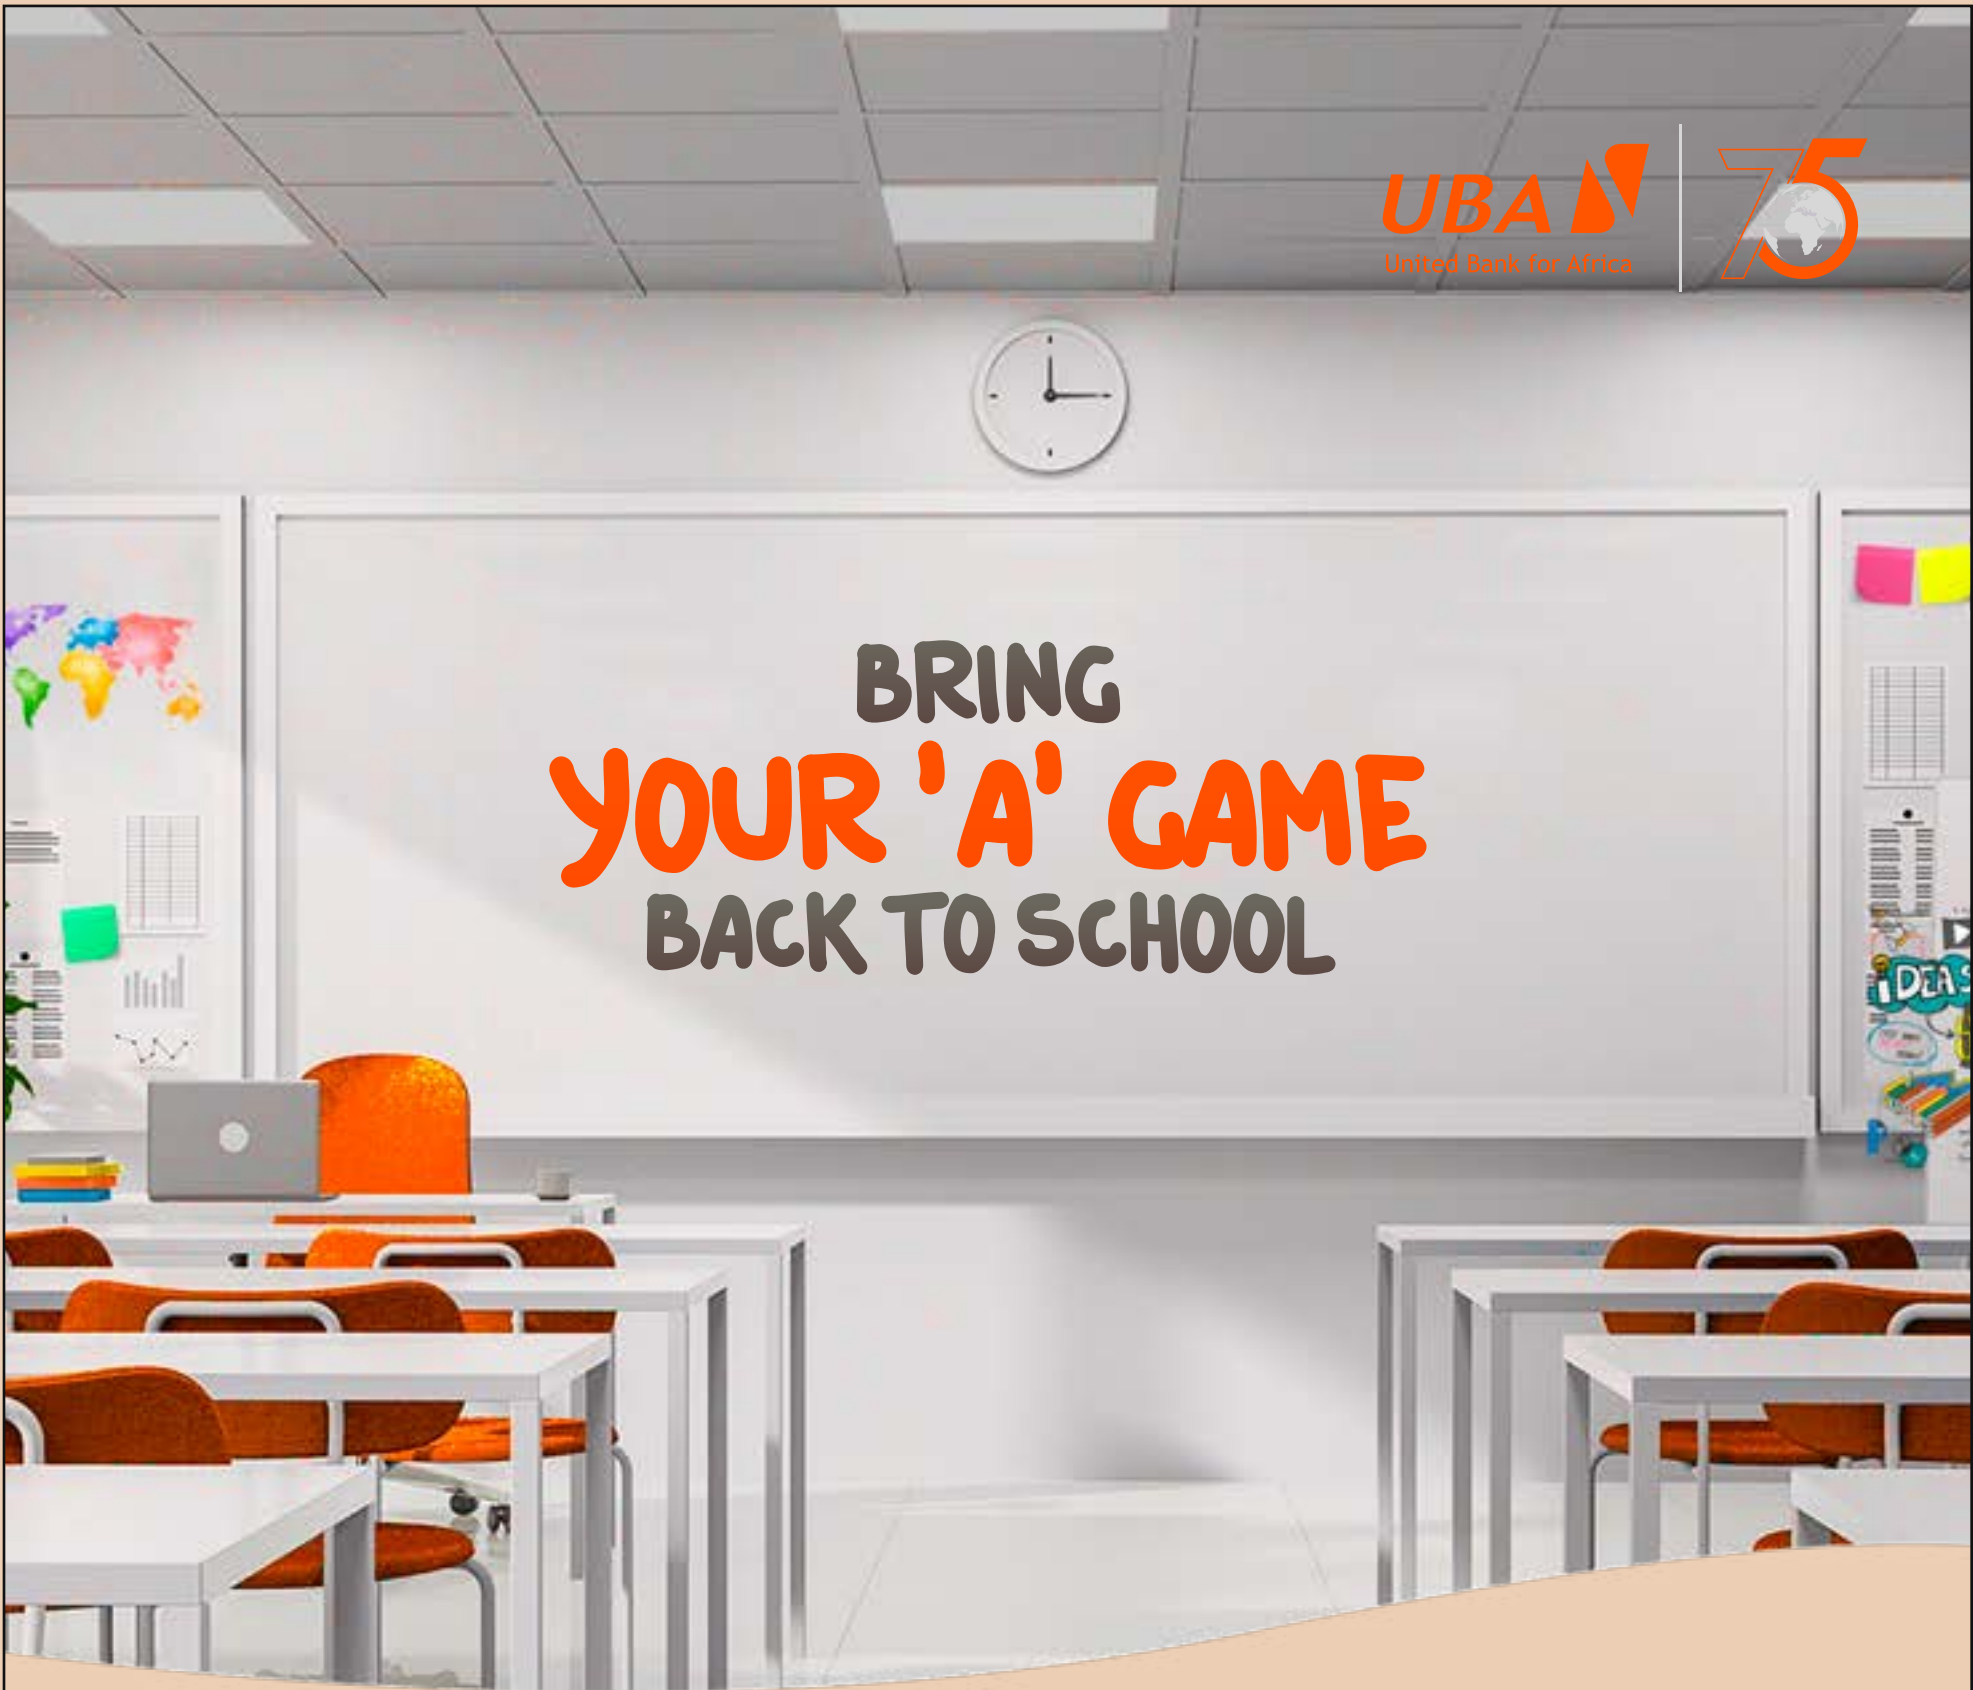 UBA
United Bank for Africa
75
BRING
YOUR 'A' GAME
BACK TO SCHOOL
IDEAS